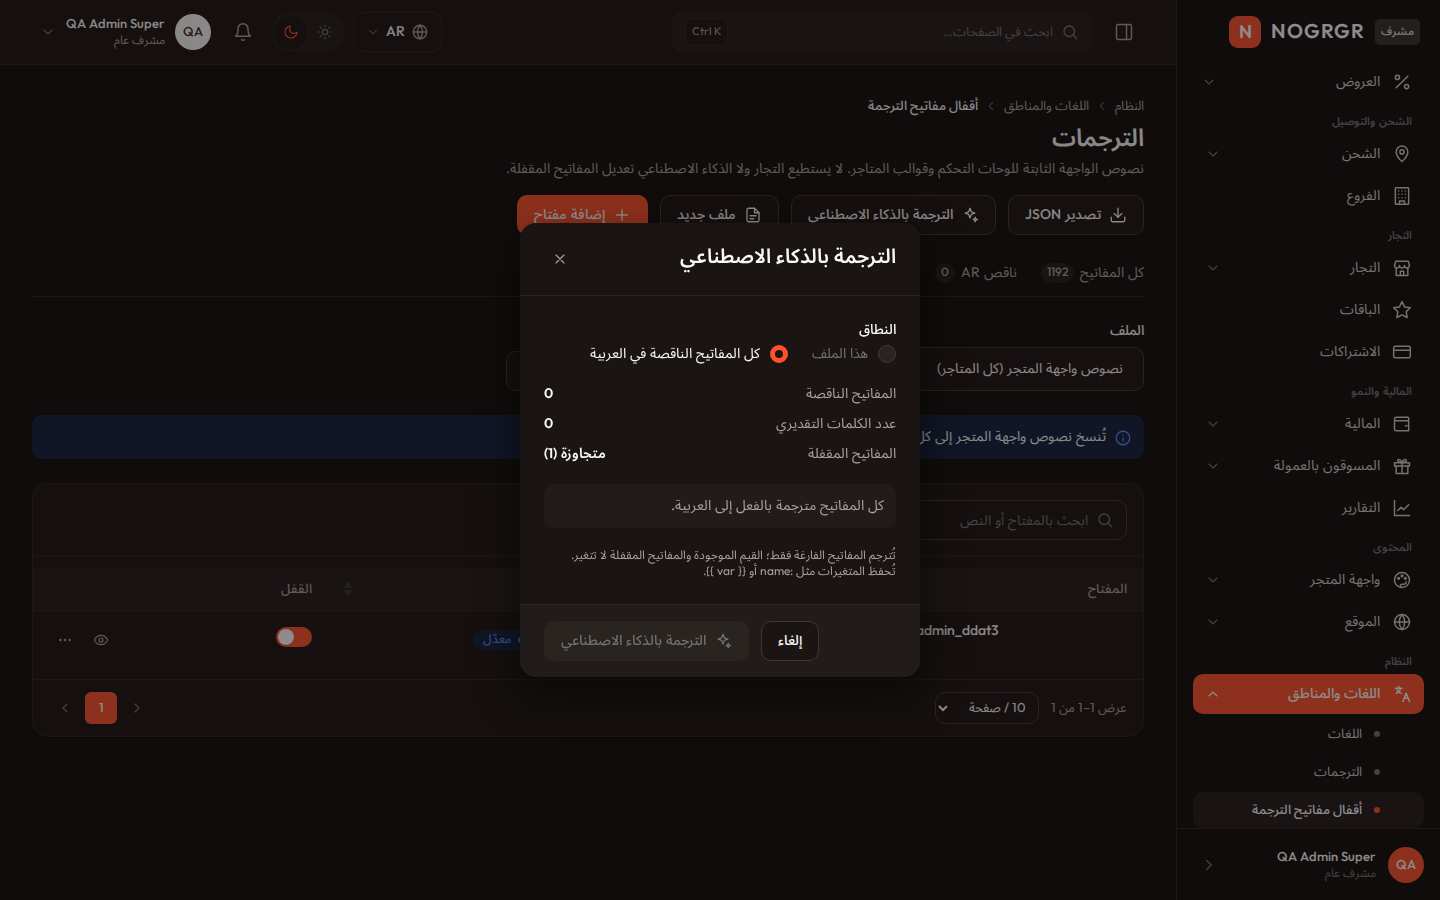 مشرف
NOGRGR
N
العروض
الشحن والتوصيل
الشحن
الفروع
التجار
التجار
الباقات
الاشتراكات
المالية والنمو
المالية
المسوقون بالعمولة
التقارير
المحتوى
واجهة المتجر
الموقع
النظام
اللغات والمناطق
اللغات
الترجمات
أقفال مفاتيح الترجمة
QA
QA Admin Super
مشرف عام
ابحث في الصفحات...
Ctrl K
AR
QA
QA Admin Super
مشرف عام
النظام
اللغات والمناطق
أقفال مفاتيح الترجمة
الترجمات
نصوص الواجهة الثابتة للوحات التحكم وقوالب المتاجر. لا يستطيع التجار ولا الذكاء الاصطناعي تعديل المفاتيح المقفلة.
تصدير JSON
الترجمة بالذكاء الاصطناعي
ملف جديد
إضافة مفتاح
كل المفاتيح 1192
ناقص AR 0
الملف
نصوص واجهة المتجر (كل المتاجر)
تُنسخ نصوص واجهة المتجر إلى
ابحث بالمفتاح أو النص
المفتاح
القفل
admin_ddat3
معدّل
عرض 1–1 من 1
10 / صفحة
1
الترجمة بالذكاء الاصطناعي
النطاق
هذا الملف
كل المفاتيح الناقصة في العربية
المفاتيح الناقصة
0
عدد الكلمات التقديري
0
المفاتيح المقفلة
متجاوزة (1)
كل المفاتيح مترجمة بالفعل إلى العربية.
تُترجم المفاتيح الفارغة فقط؛ القيم الموجودة والمفاتيح المقفلة لا تتغير.
تُحفظ المتغيرات مثل :name أو {{ var }}.
إلغاء
الترجمة بالذكاء الاصطناعي